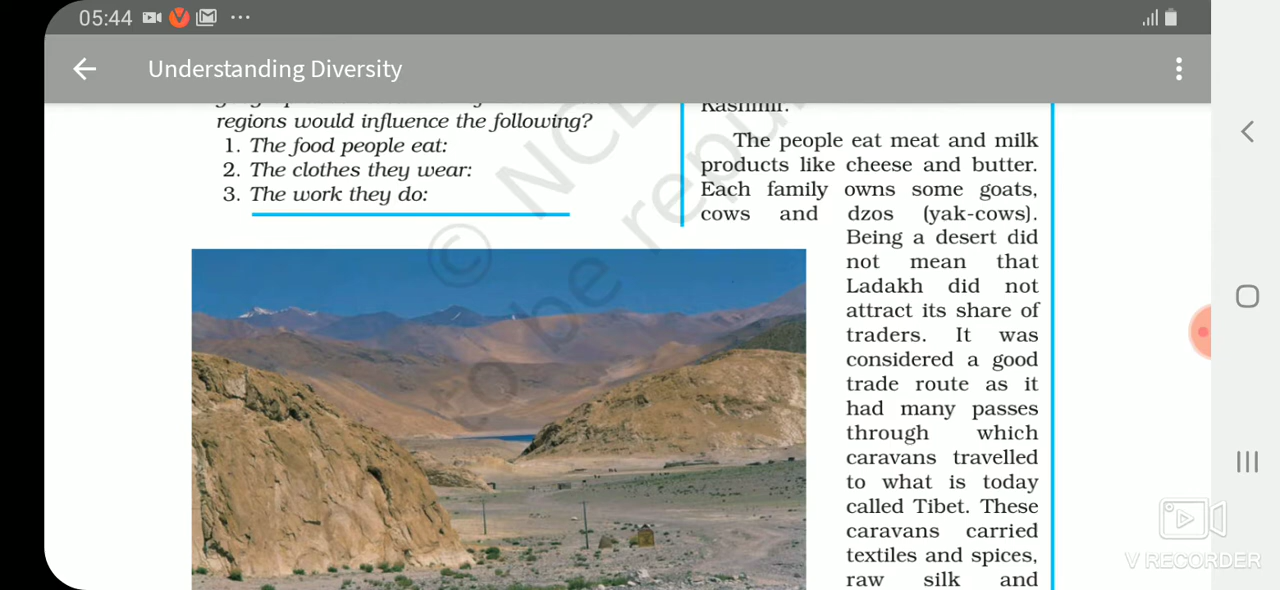 05:44
Understanding Diversity
regions would influence the following?
1. The food people eat:
2. The clothes they wear:
3. The work they do:
Kashmir.
The people eat meat and milk
products like cheese and butter.
Each family owns some goats,
cows and dzos (yak-cows).
Being a desert did
not mean that
Ladakh did not
attract its share of
traders. It was
considered a good
trade route as it
had many passes
through which
caravans travelled
to what is today
called Tibet. These
caravans carried
textiles and spices,
raw silk and
© NCE
o be repu
V RECORDER